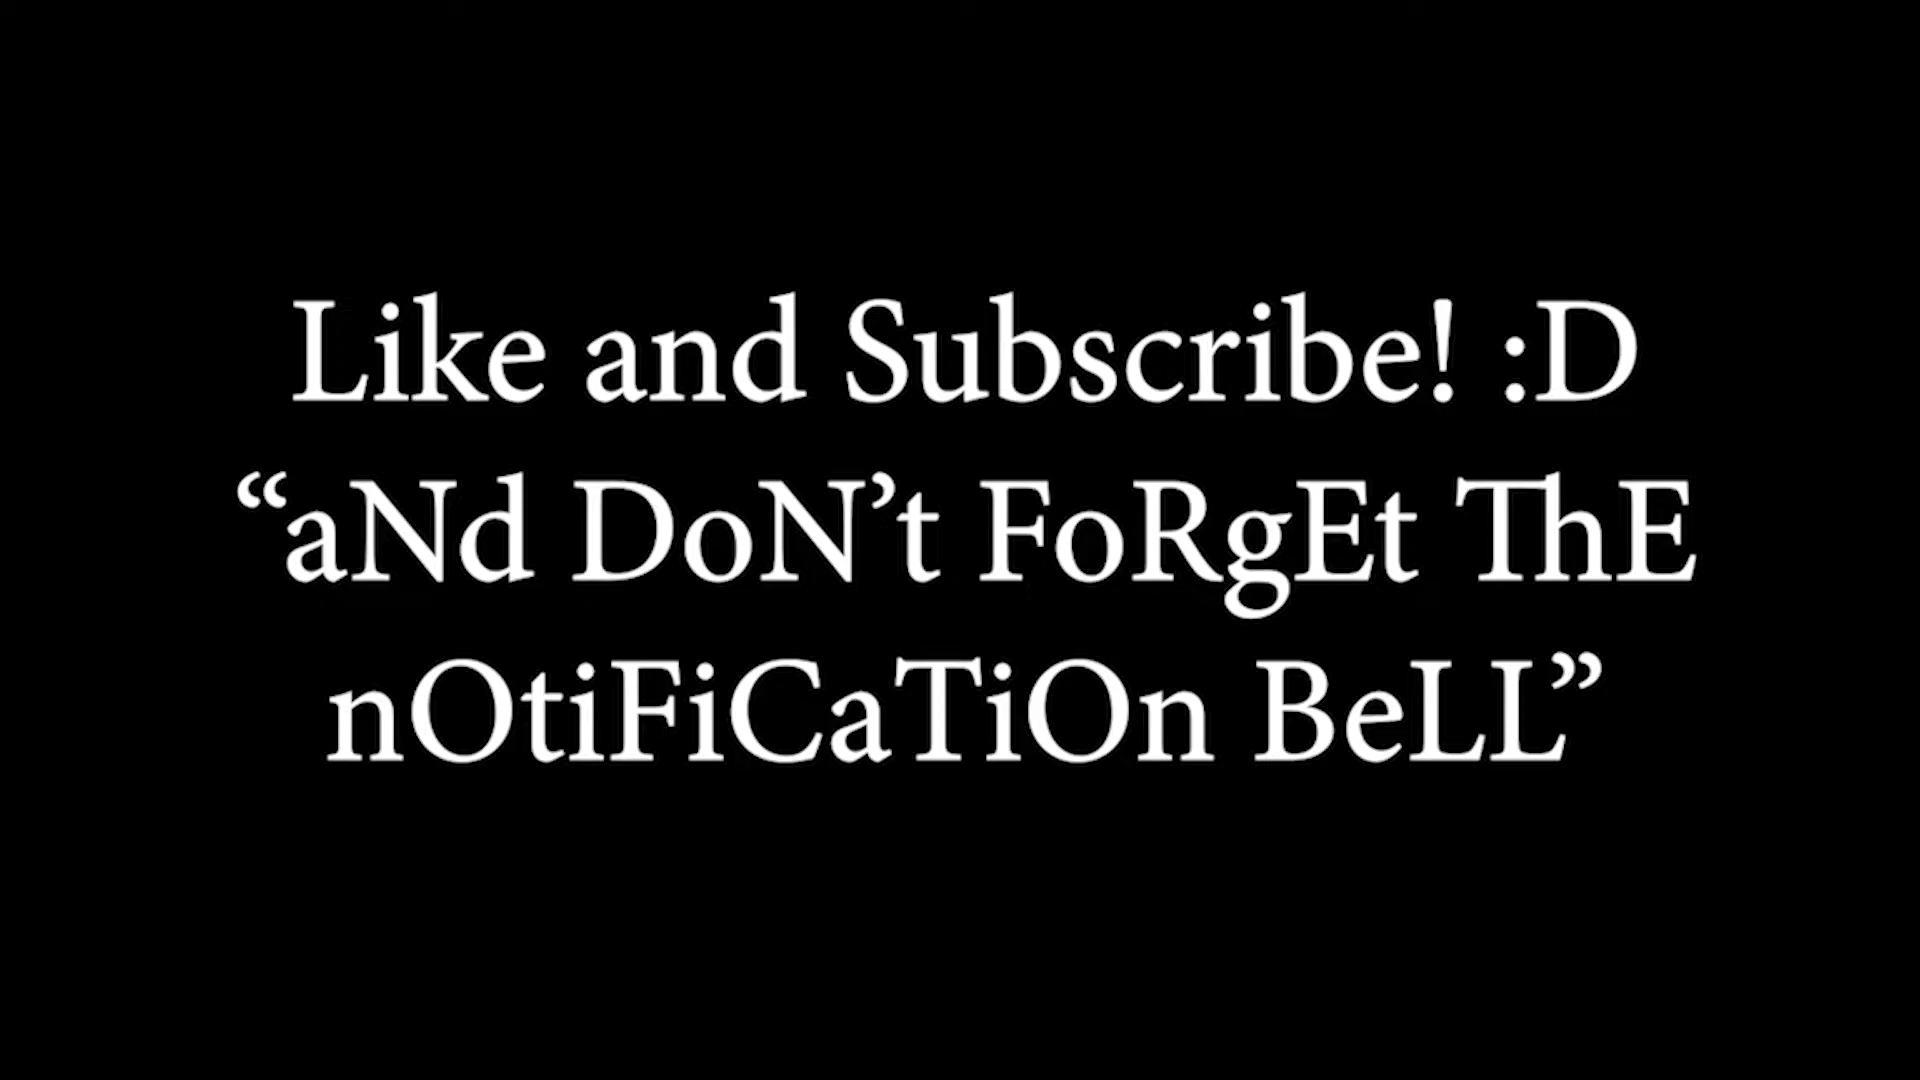 Like and Subscribe! :D
“aNd DoN’t FoRgEt ThE
nOtiFiCaTiOn BeLL”